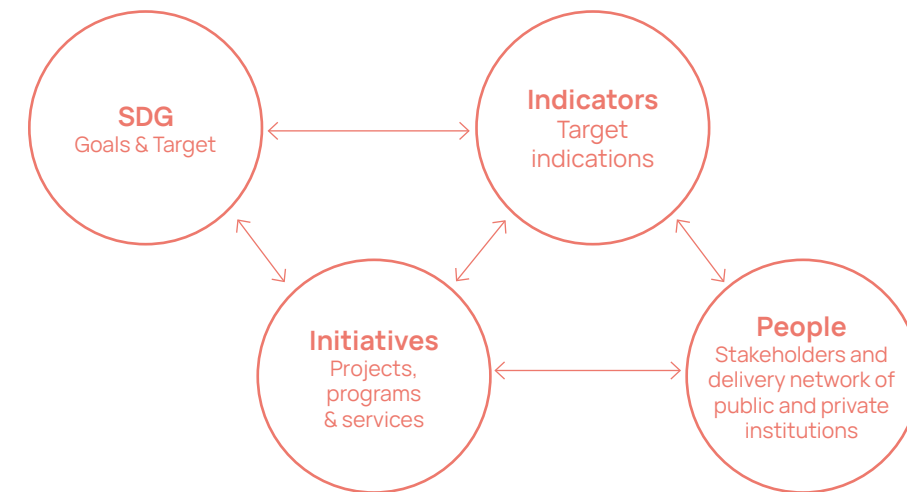 SDG
Goals & Target
Indicators
Target
indications
Initiatives
Projects,
programs
& services
People
Stakeholders and
delivery network of
public and private
institutions